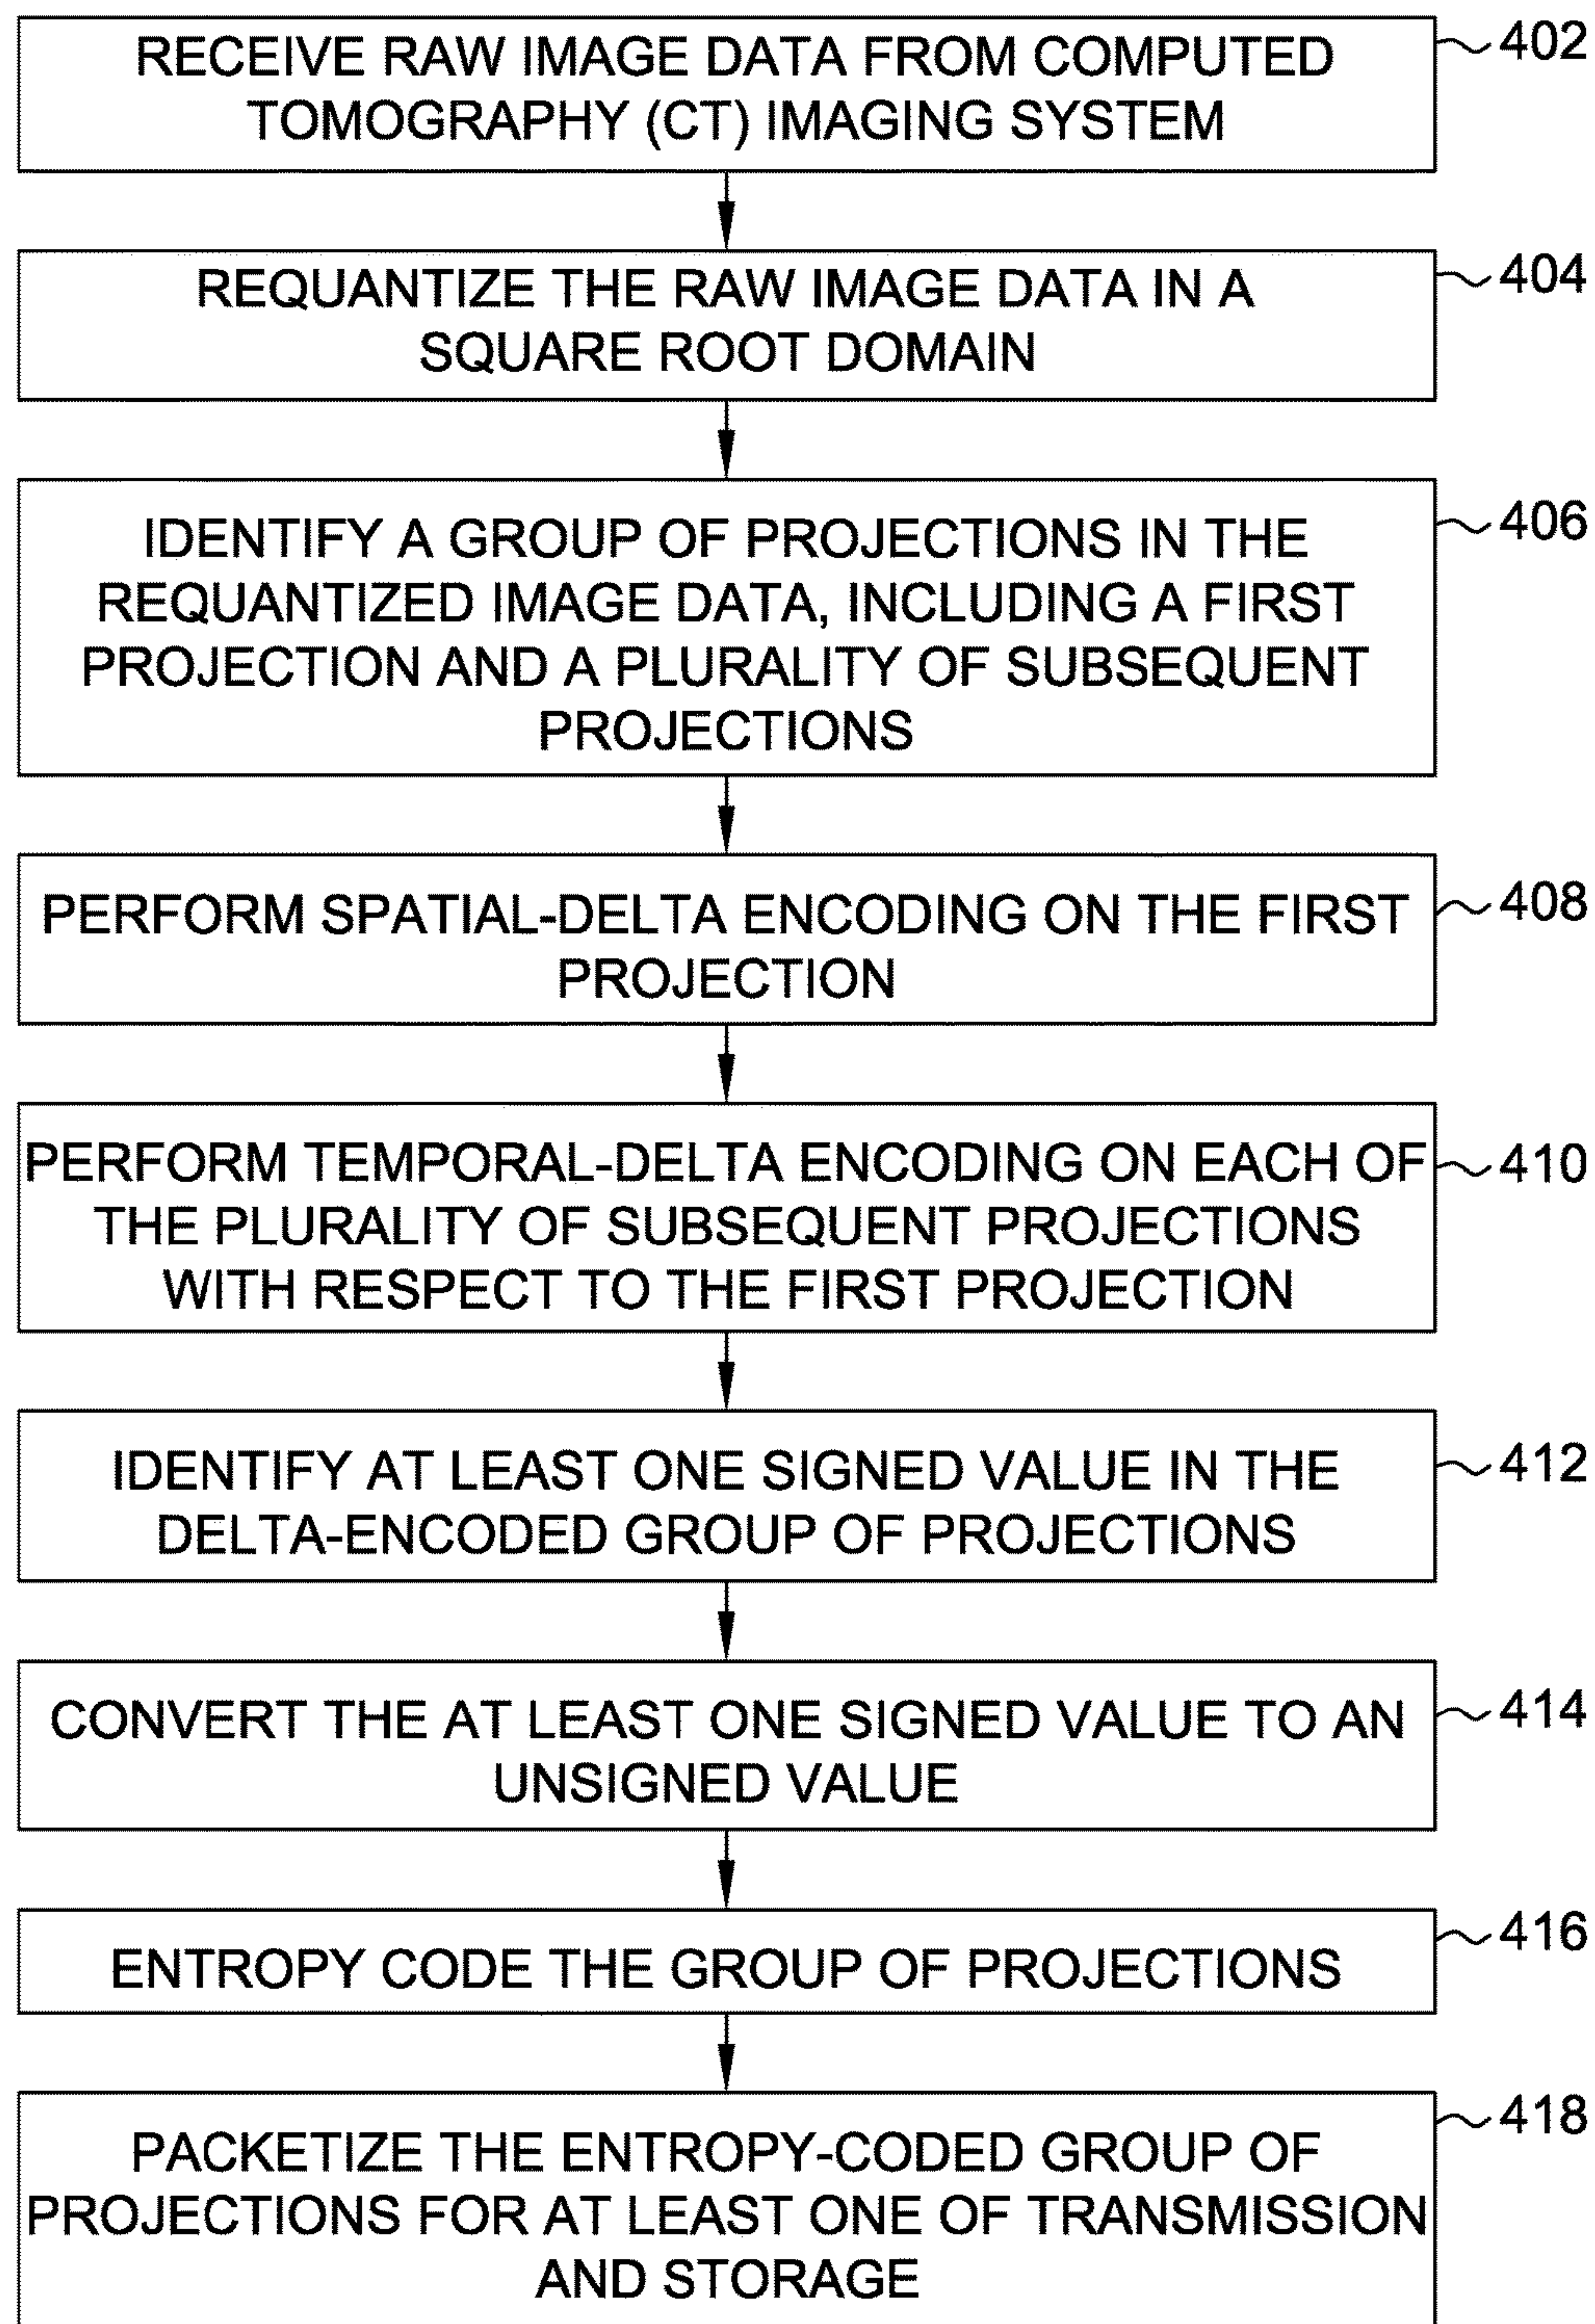 RECEIVE RAW IMAGE DATA FROM COMPUTED
TOMOGRAPHY (CT) IMAGING SYSTEM
402
REQUANTIZE THE RAW IMAGE DATA IN A
SQUARE ROOT DOMAIN
404
IDENTIFY A GROUP OF PROJECTIONS IN THE
REQUANTIZED IMAGE DATA, INCLUDING A FIRST
PROJECTION AND A PLURALITY OF SUBSEQUENT
PROJECTIONS
406
PERFORM SPATIAL-DELTA ENCODING ON THE FIRST
PROJECTION
408
PERFORM TEMPORAL-DELTA ENCODING ON EACH OF
THE PLURALITY OF SUBSEQUENT PROJECTIONS
WITH RESPECT TO THE FIRST PROJECTION
410
IDENTIFY AT LEAST ONE SIGNED VALUE IN THE
DELTA-ENCODED GROUP OF PROJECTIONS
412
CONVERT THE AT LEAST ONE SIGNED VALUE TO AN
UNSIGNED VALUE
414
ENTROPY CODE THE GROUP OF PROJECTIONS
416
PACKETIZE THE ENTROPY-CODED GROUP OF
PROJECTIONS FOR AT LEAST ONE OF TRANSMISSION
AND STORAGE
418